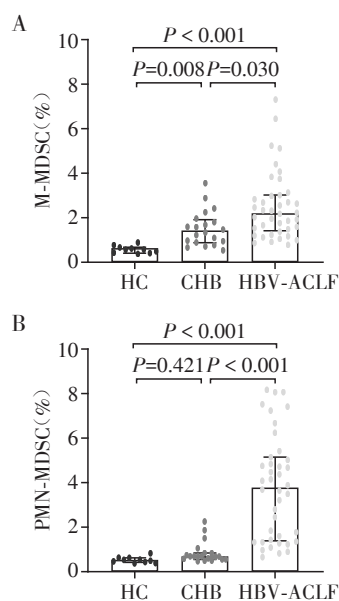 A
P < 0.001
P=0.008 P=0.030
M-MDSC(%)
10
8
6
4
2
0
HC CHB HBV-ACLF
B
P < 0.001
P=0.421 P < 0.001
PMN-MDSC(%)
10
8
6
4
2
0
HC CHB HBV-ACLF